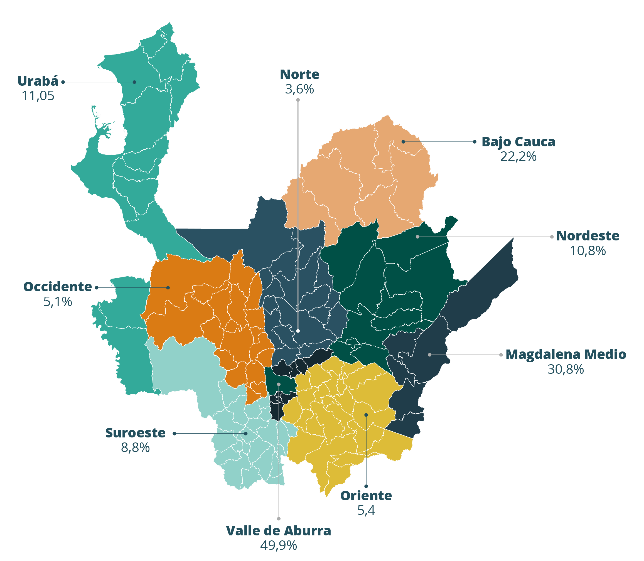 Urabá
11,05
Norte
3,6%
Bajo Cauca
22,2%
Nordeste
10,8%
Occidente
5,1%
Magdalena Medio
30,8%
Suroeste
8,8%
Oriente
5,4
Valle de Aburra
49,9%